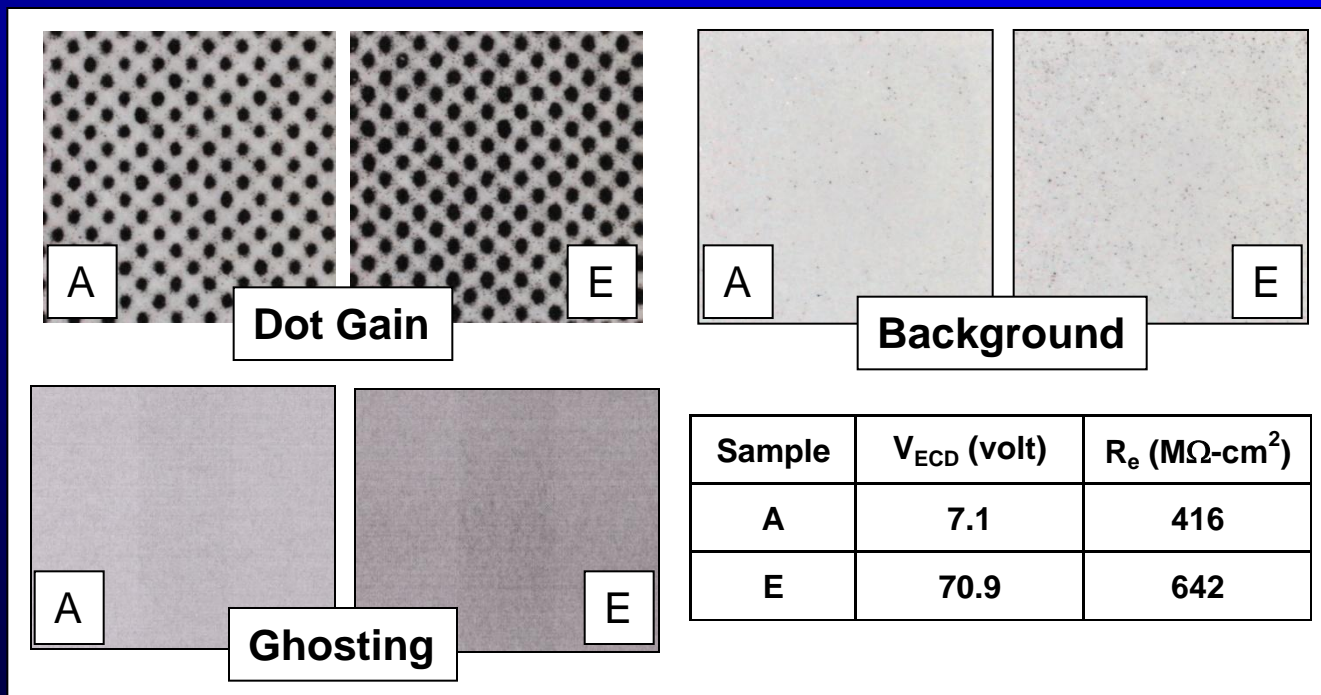 A
E
Dot Gain
A
E
Background
A
E
Ghosting
Sample V_ECD (volt) R_e (MΩ-cm²)
A 7.1 416
E 70.9 642